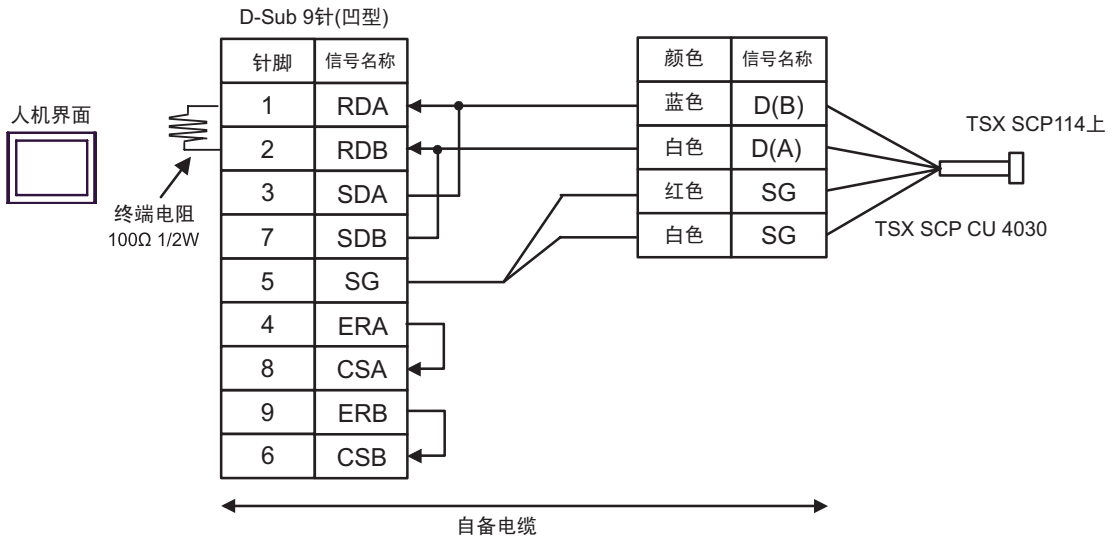 D-Sub 9针(凹型)
针脚 信号名称
1 RDA
2 RDB
3 SDA
7 SDB
5 SG
4 ERA
8 CSA
9 ERB
6 CSB
人机界面
终端电阻
100Ω 1/2W
颜色 信号名称
蓝色 D(B)
白色 D(A)
红色 SG
白色 SG
TSX SCP114上
TSX SCP CU 4030
自备电缆